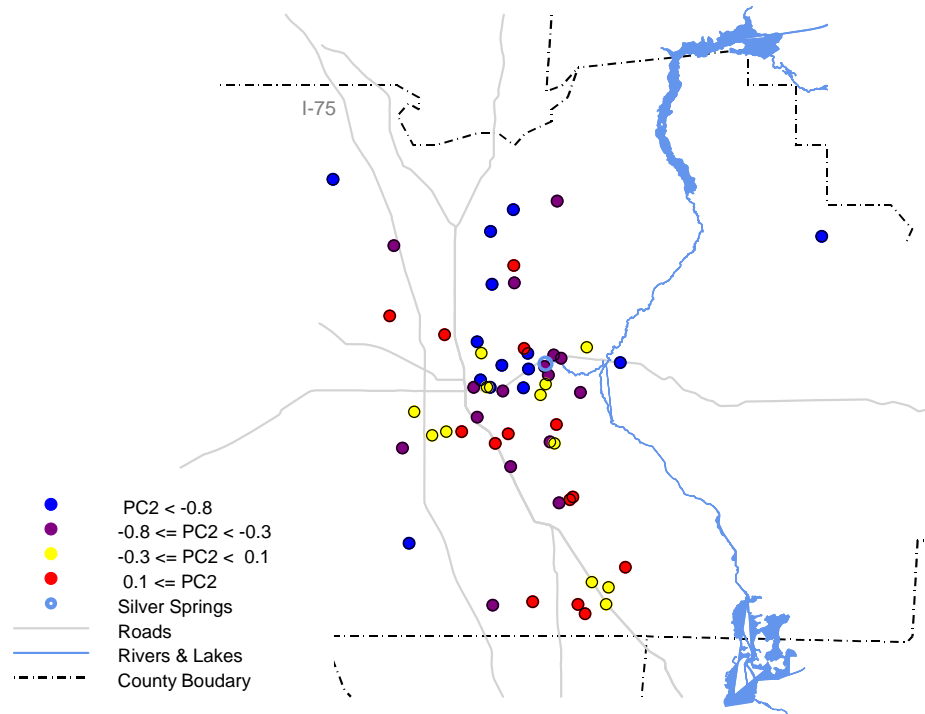 I-75
PC2 < -0.8
-0.8 <= PC2 < -0.3
-0.3 <= PC2 < 0.1
0.1 <= PC2
Silver Springs
Roads
Rivers & Lakes
County Boudary